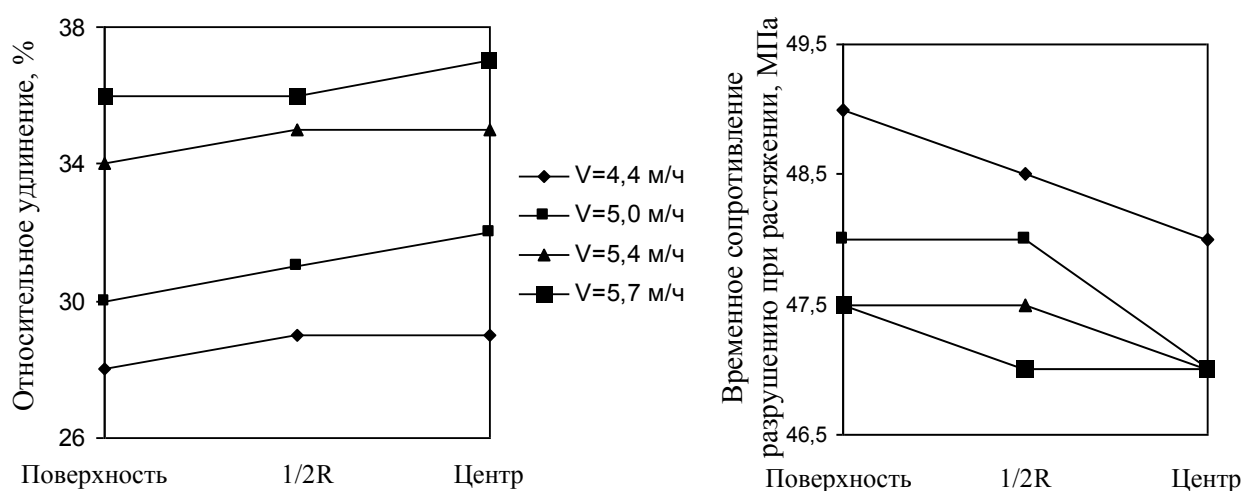 Относительное удлинение, %
38
34
30
26
Поверхность
1/2R
Центр
V=4,4 м/ч
V=5,0 м/ч
V=5,4 м/ч
V=5,7 м/ч
Временное сопротивление
разрушению при растяжении, МПа
49,5
48,5
47,5
46,5
Поверхность
1/2R
Центр